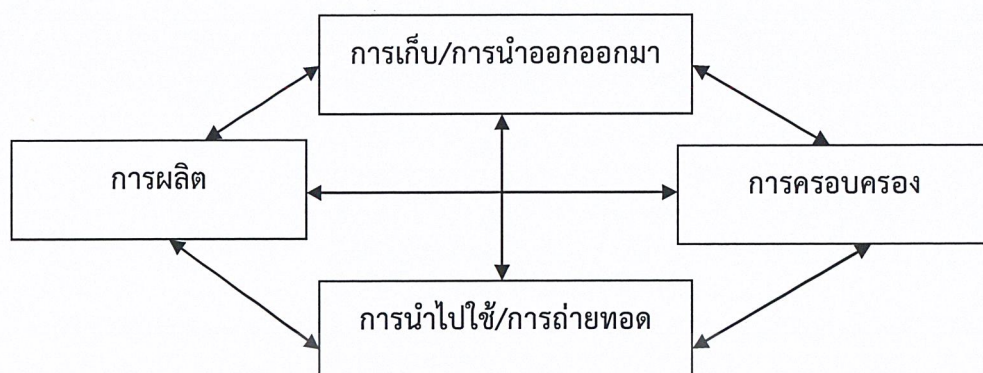 การเก็บ/การนำออกออกมา
การผลิต
การครอบครอง
การนำไปใช้/การถ่ายทอด